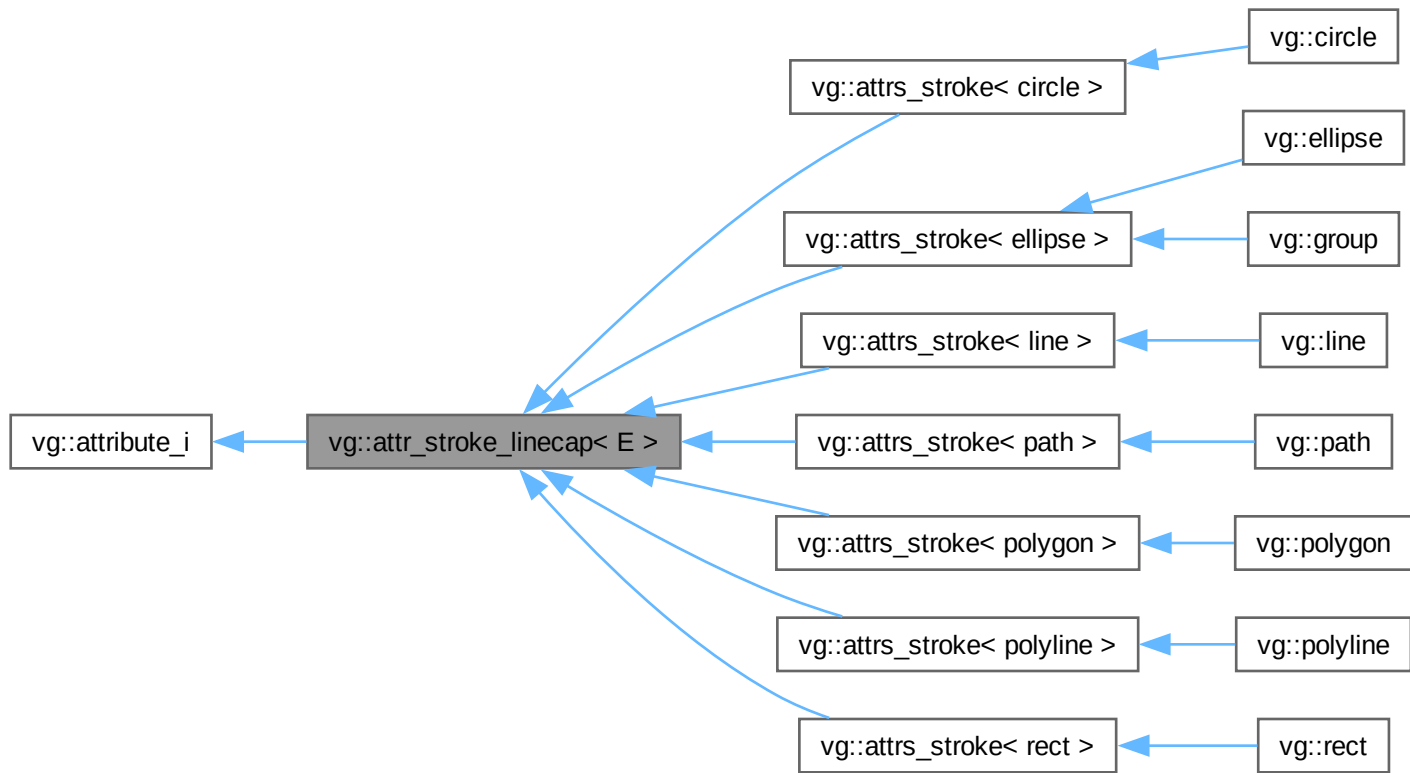 vg::circle
vg::attrs_stroke< circle >
vg::ellipse
vg::attrs_stroke< ellipse >
vg::group
vg::attrs_stroke< line >
vg::line
vg::attribute_i
vg::attr_stroke_linecap< E >
vg::attrs_stroke< path >
vg::path
vg::attrs_stroke< polygon >
vg::polygon
vg::attrs_stroke< polyline >
vg::polyline
vg::attrs_stroke< rect >
vg::rect